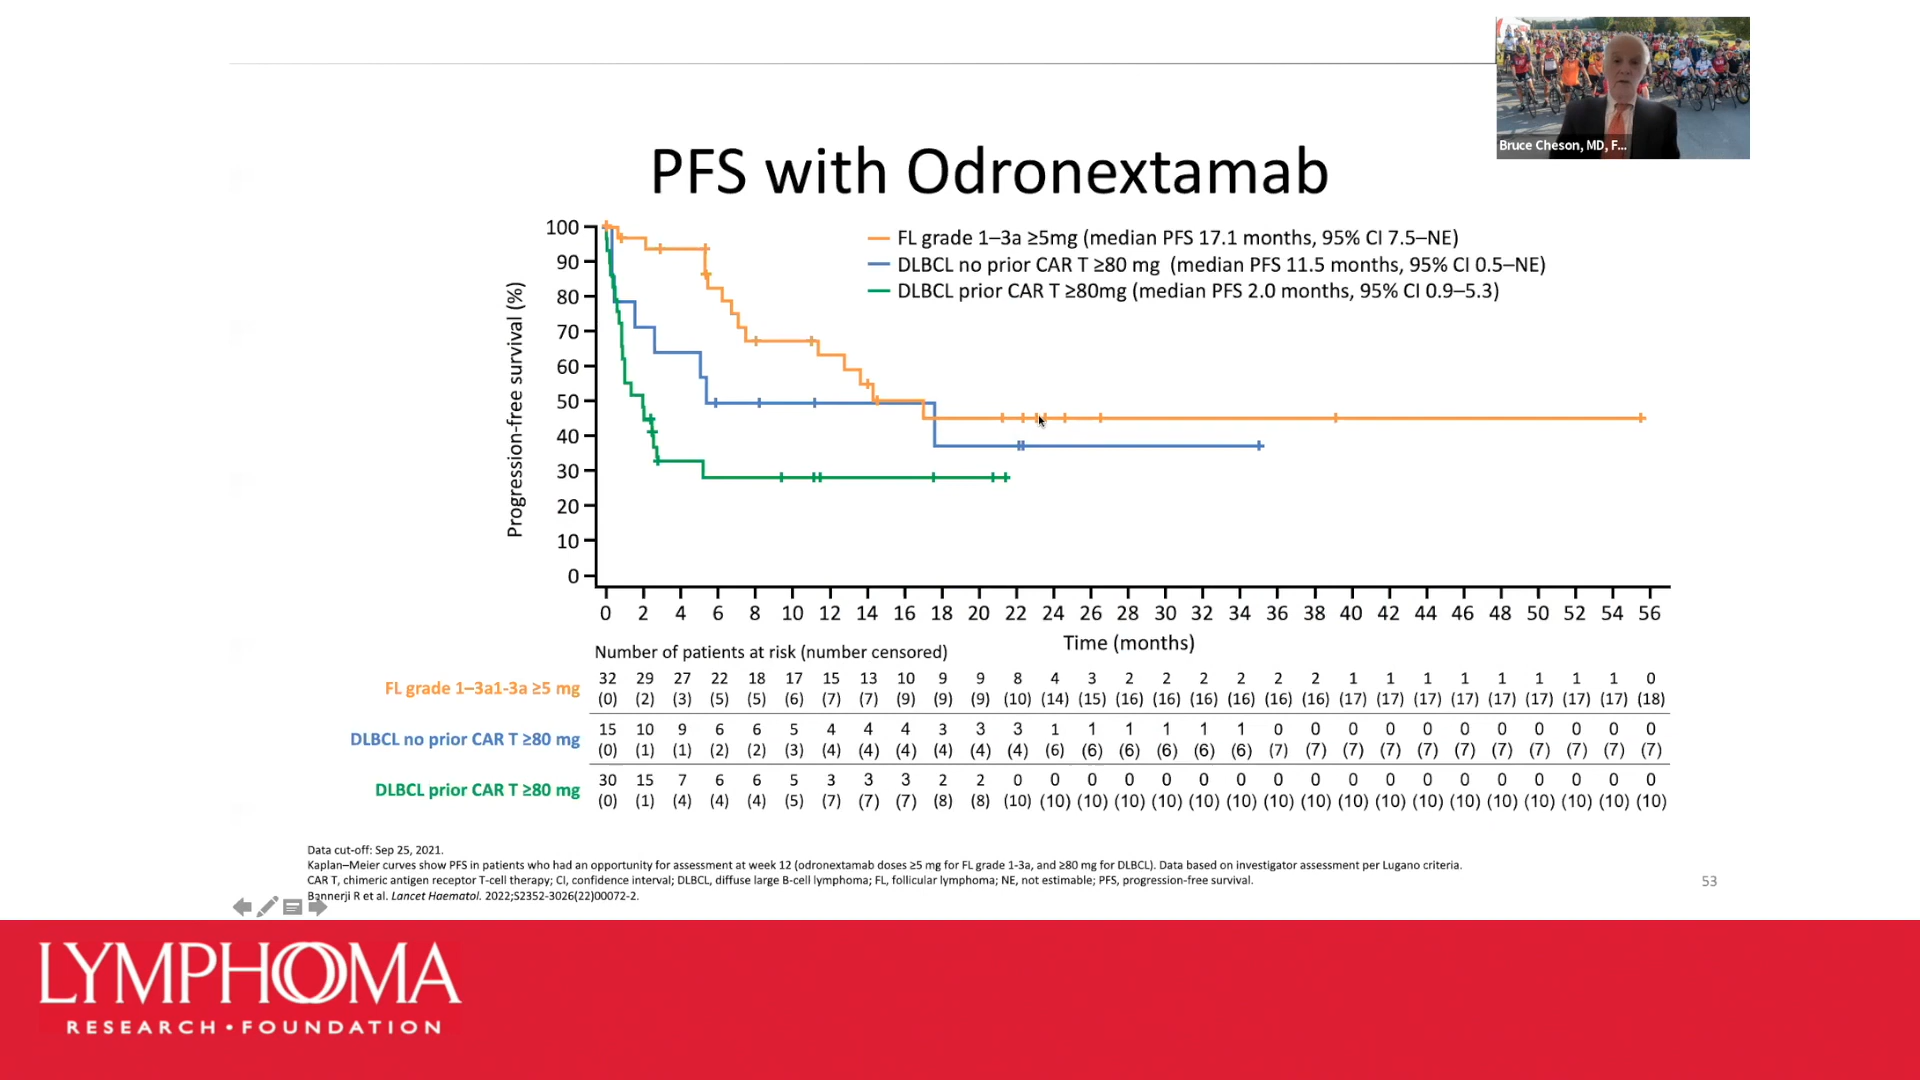 Bruce Cheson, MD, F...
PFS with Odronextamab
FL grade 1–3a ≥5mg (median PFS 17.1 months, 95% CI 7.5–NE)
DLBCL no prior CAR T ≥80 mg (median PFS 11.5 months, 95% CI 0.5–NE)
DLBCL prior CAR T ≥80mg (median PFS 2.0 months, 95% CI 0.9–5.3)
Progression-free survival (%)
100
90
80
70
60
50
40
30
20
10
0
0 2 4 6 8 10 12 14 16 18 20 22 24 26 28 30 32 34 36 38 40 42 44 46 48 50 52 54 56
Time (months)
Number of patients at risk (number censored)
FL grade 1–3a1-3a ≥5 mg
32 29 27 22 18 17 15 13 10 9 9 8 4 3 2 2 2 2 2 2 1 1 1 1 1 1 1 1 0
(0) (2) (3) (5) (5) (6) (7) (7) (9) (9) (9) (10) (14) (15) (16) (16) (16) (16) (16) (16) (17) (17) (17) (17) (17) (17) (17) (17) (18)
DLBCL no prior CAR T ≥80 mg
15 10 9 6 6 5 4 4 4 3 3 3 1 1 1 1 1 1 0 0 0 0 0 0 0 0 0 0 0
(0) (1) (1) (2) (2) (3) (4) (4) (4) (4) (4) (4) (6) (6) (6) (6) (6) (6) (7) (7) (7) (7) (7) (7) (7) (7) (7) (7) (7)
DLBCL prior CAR T ≥80 mg
30 15 7 6 6 5 3 3 3 2 2 0 0 0 0 0 0 0 0 0 0 0 0 0 0 0 0 0 0
(0) (1) (4) (4) (4) (5) (7) (7) (7) (8) (8) (10) (10) (10) (10) (10) (10) (10) (10) (10) (10) (10) (10) (10) (10) (10) (10) (10) (10)
Data cut-off: Sep 25, 2021.
Kaplan–Meier curves show PFS in patients who had an opportunity for assessment at week 12 (odronextamab doses ≥5 mg for FL grade 1-3a, and ≥80 mg for DLBCL). Data based on investigator assessment per Lugano criteria.
CAR T, chimeric antigen receptor T-cell therapy; CI, confidence interval; DLBCL, diffuse large B-cell lymphoma; FL, follicular lymphoma; NE, not estimable; PFS, progression-free survival.
Bannerji R et al. Lancet Haematol. 2022;S2352-3026(22)00072-2.
53
LYMPHOMA
RESEARCH • FOUNDATION